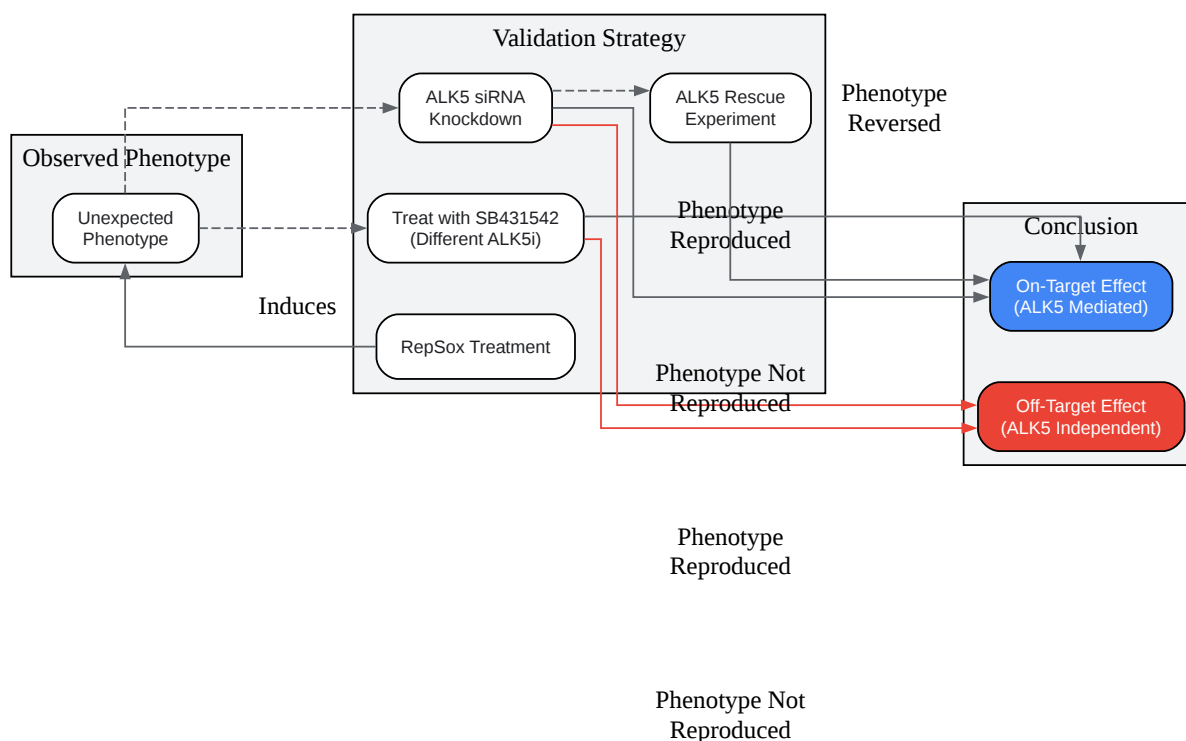 Validation Strategy
ALK5 siRNA
Knockdown
ALK5 Rescue
Experiment
Phenotype
Reversed
Observed Phenotype
Unexpected
Phenotype
Treat with SB431542
(Different ALK5i)
Phenotype
Reproduced
Conclusion
On-Target Effect
(ALK5 Mediated)
Induces
RepSox Treatment
Phenotype Not
Reproduced
Off-Target Effect
(ALK5 Independent)
Phenotype
Reproduced
Phenotype Not
Reproduced